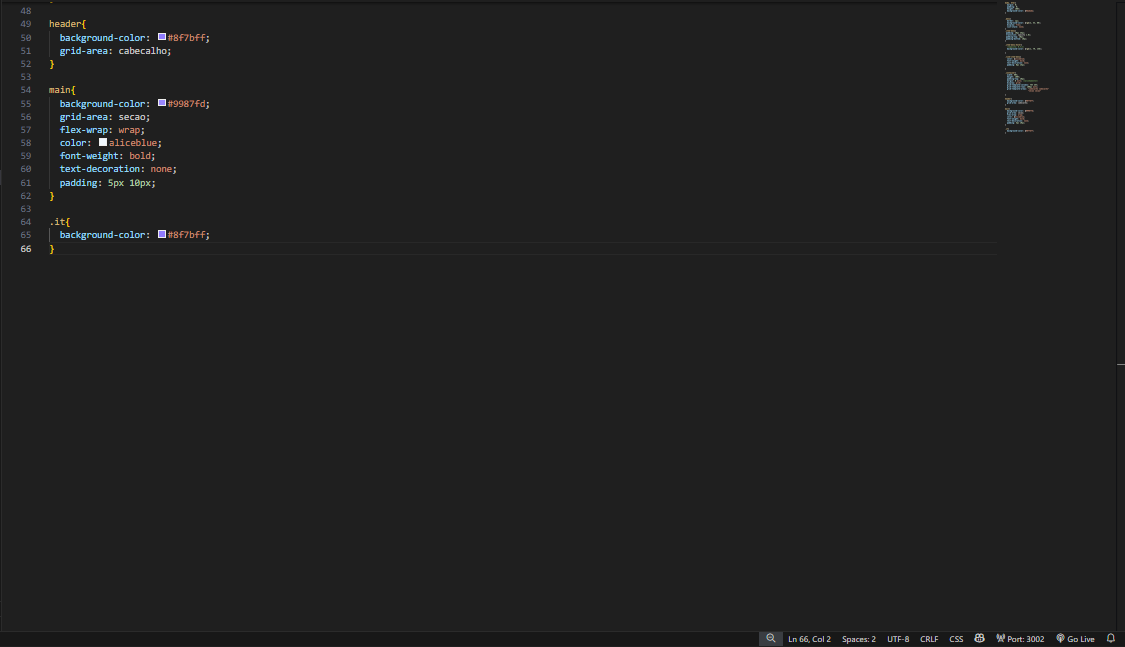 48
49 header{
50 background-color: #8f7bff;
51 grid-area: cabecalho;
52 }
53
54 main{
55 background-color: #9987fd;
56 grid-area: secao;
57 flex-wrap: wrap;
58 color: aliceblue;
59 font-weight: bold;
60 text-decoration: none;
61 padding: 5px 10px;
62 }
63
64 .it{
65 background-color: #8f7bff;
66 }
Ln 66, Col 2 Spaces: 2 UTF-8 CRLF CSS Port: 3002 Go Live